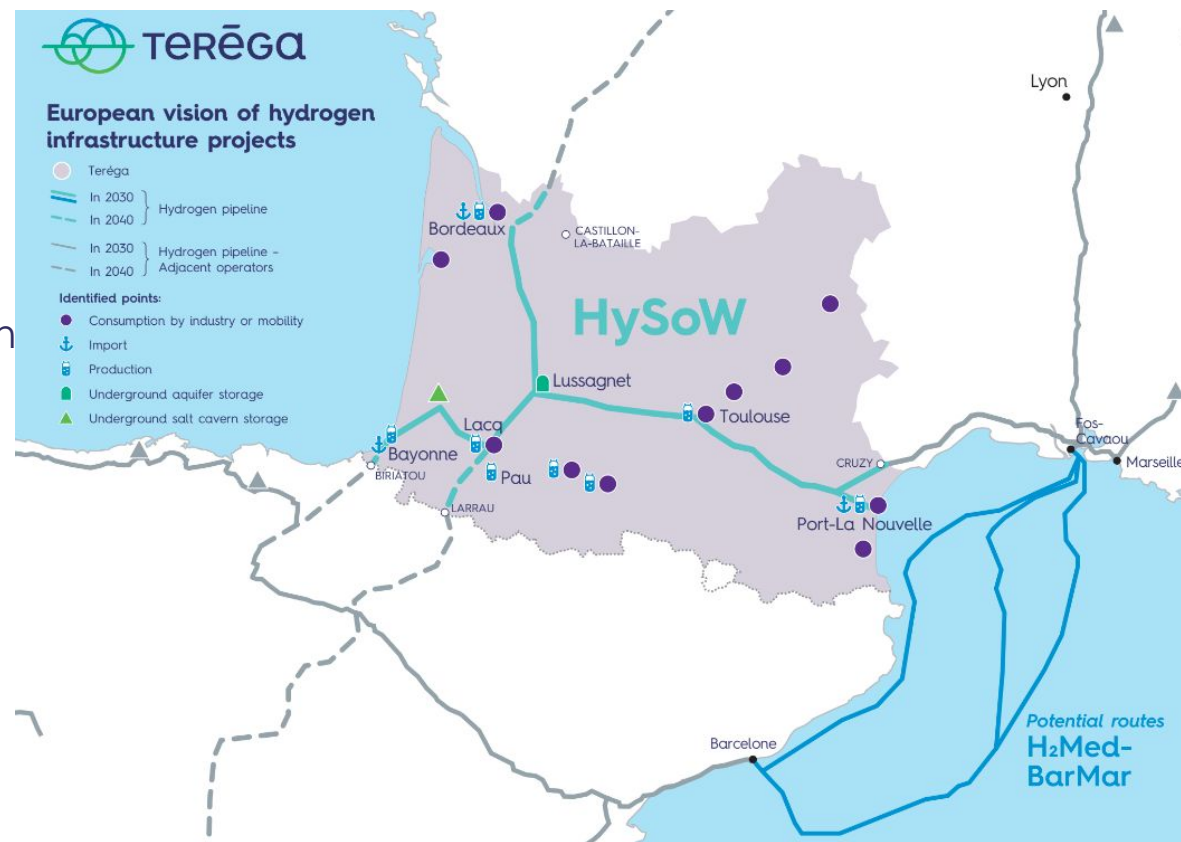 TERĒGA
European vision of hydrogen
infrastructure projects
Teréga
In 2030
In 2040
Hydrogen pipeline
In 2030
In 2040
Hydrogen pipeline –
Adjacent operators
Identified points:
Consumption by industry or mobility
Import
Production
Underground aquifer storage
Underground salt cavern storage
n
Lyon
Bordeaux
CASTILLON-
LA-BATAILLE
HySoW
Lussagnet
Toulouse
Lacq
Bayonne
BIRIATOU
Pau
LARRAU
CRUZY
Port-La Nouvelle
Fos-
Cavaou
Marseille
Barcelone
Potential routes
H₂Med-
BarMar